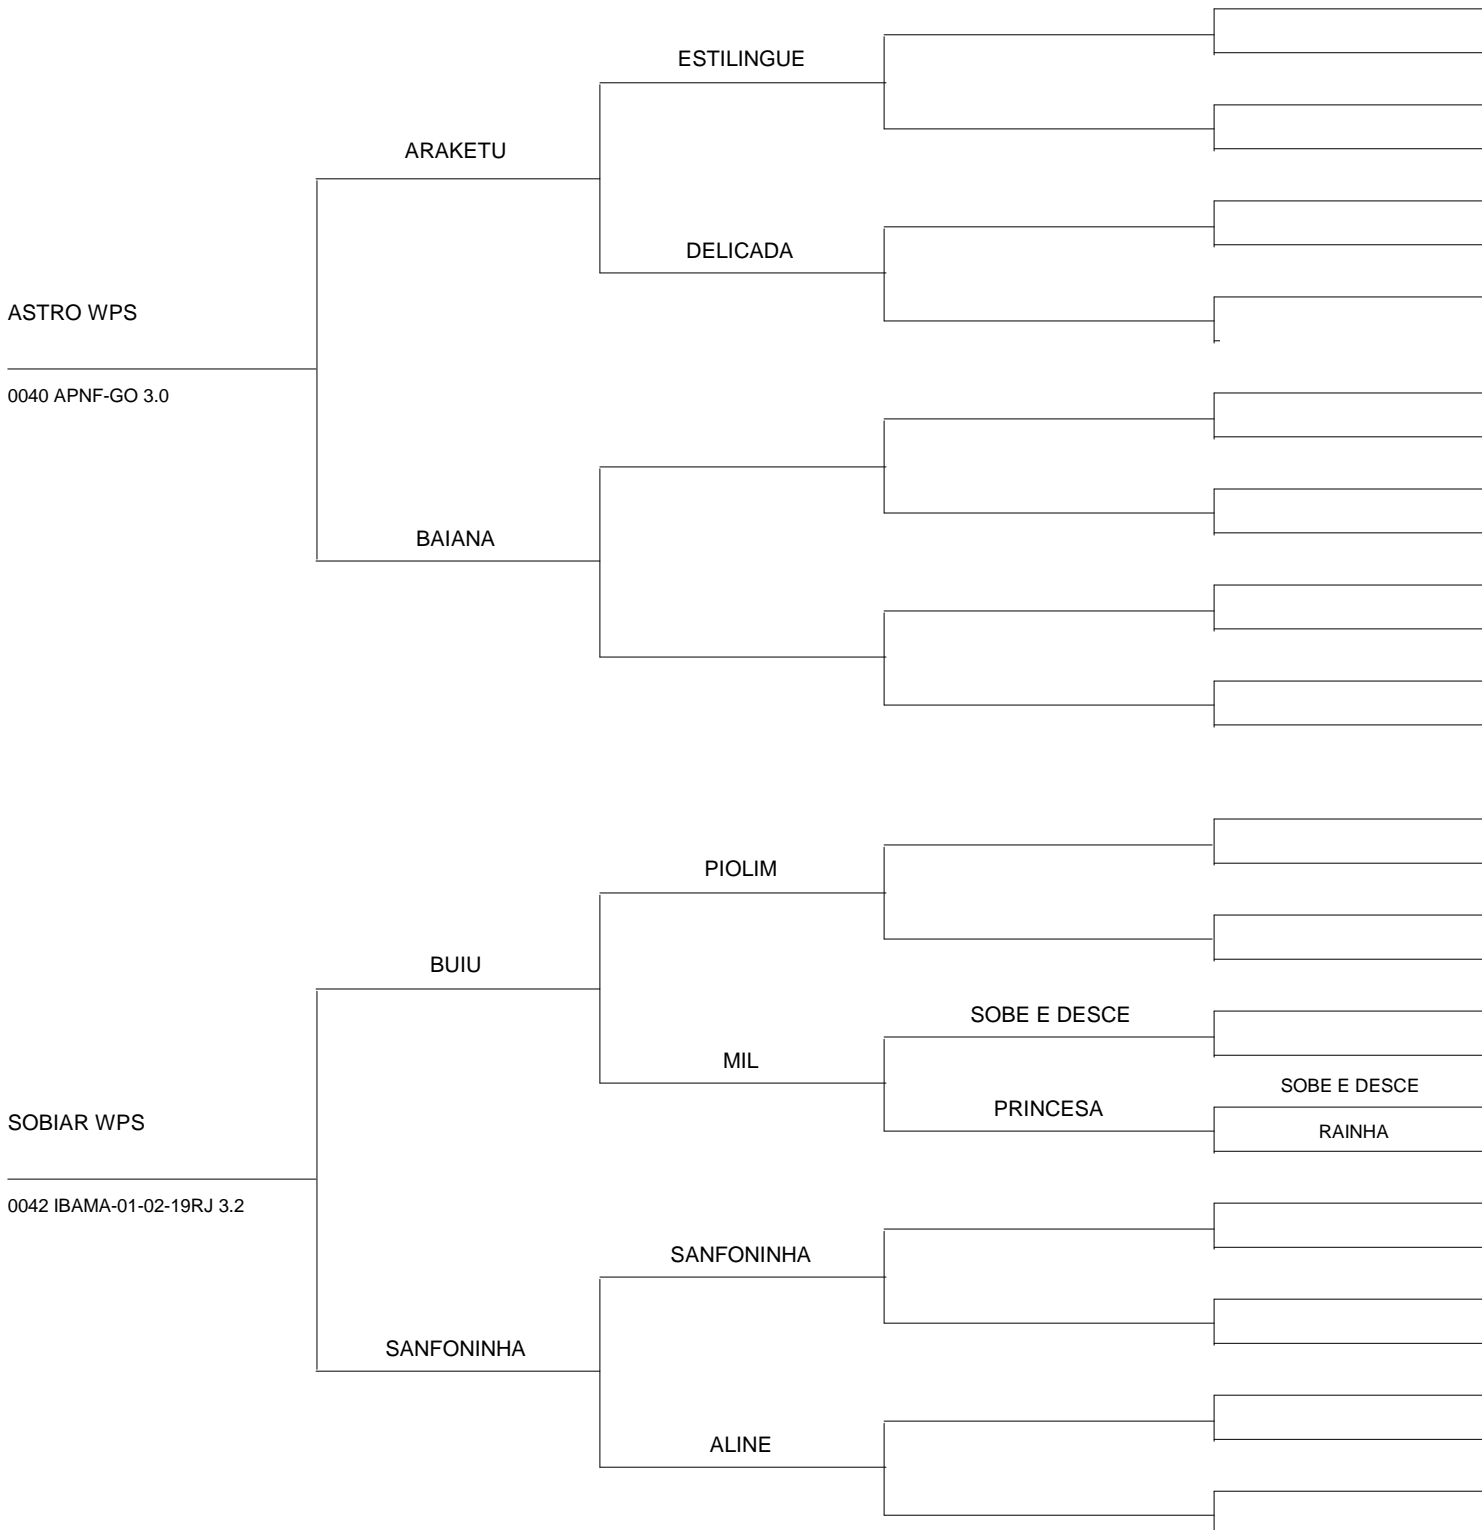 ESTILINGUE
ARAKETU
DELICADA
ASTRO WPS
0040 APNF-GO 3.0
BAIANA
PIOLIM
BUIU
SOBE E DESCE
MIL
SOBE E DESCE
PRINCESA
RAINHA
SOBIAR WPS
0042 IBAMA-01-02-19RJ 3.2
SANFONINHA
SANFONINHA
ALINE